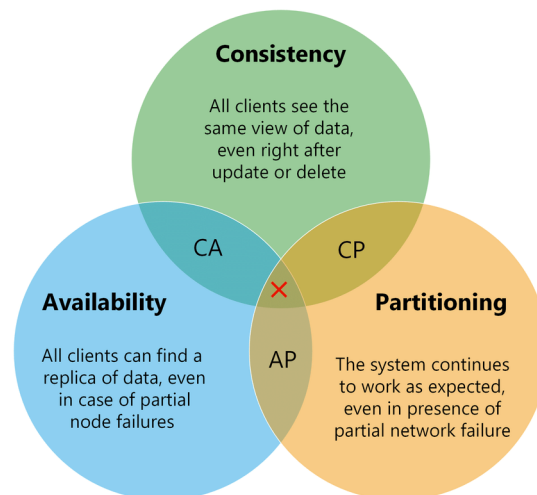 Consistency
All clients see the
same view of data,
even right after
update or delete
CA
CP
Availability
All clients can find a
replica of data, even
in case of partial
node failures
Partitioning
The system continues
to work as expected,
even in presence of
partial network failure
AP